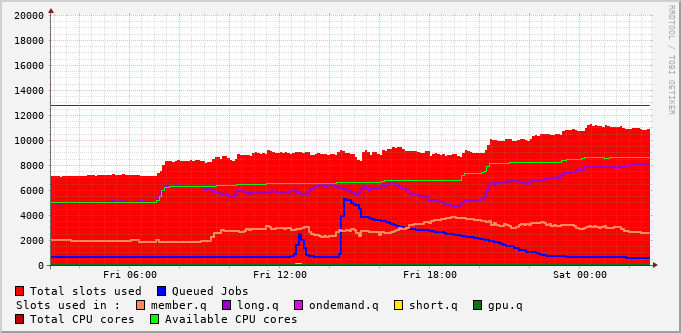 20000
18000
16000
14000
12000
10000
8000
6000
4000
2000
0
Fri 06:00 Fri 12:00 Fri 18:00 Sat 00:00
RRDTOOL / TOBI OETIKER
Total slots used Queued Jobs
Slots used in : member.q long.q ondemand.q short.q gpu.q
Total CPU cores Available CPU cores